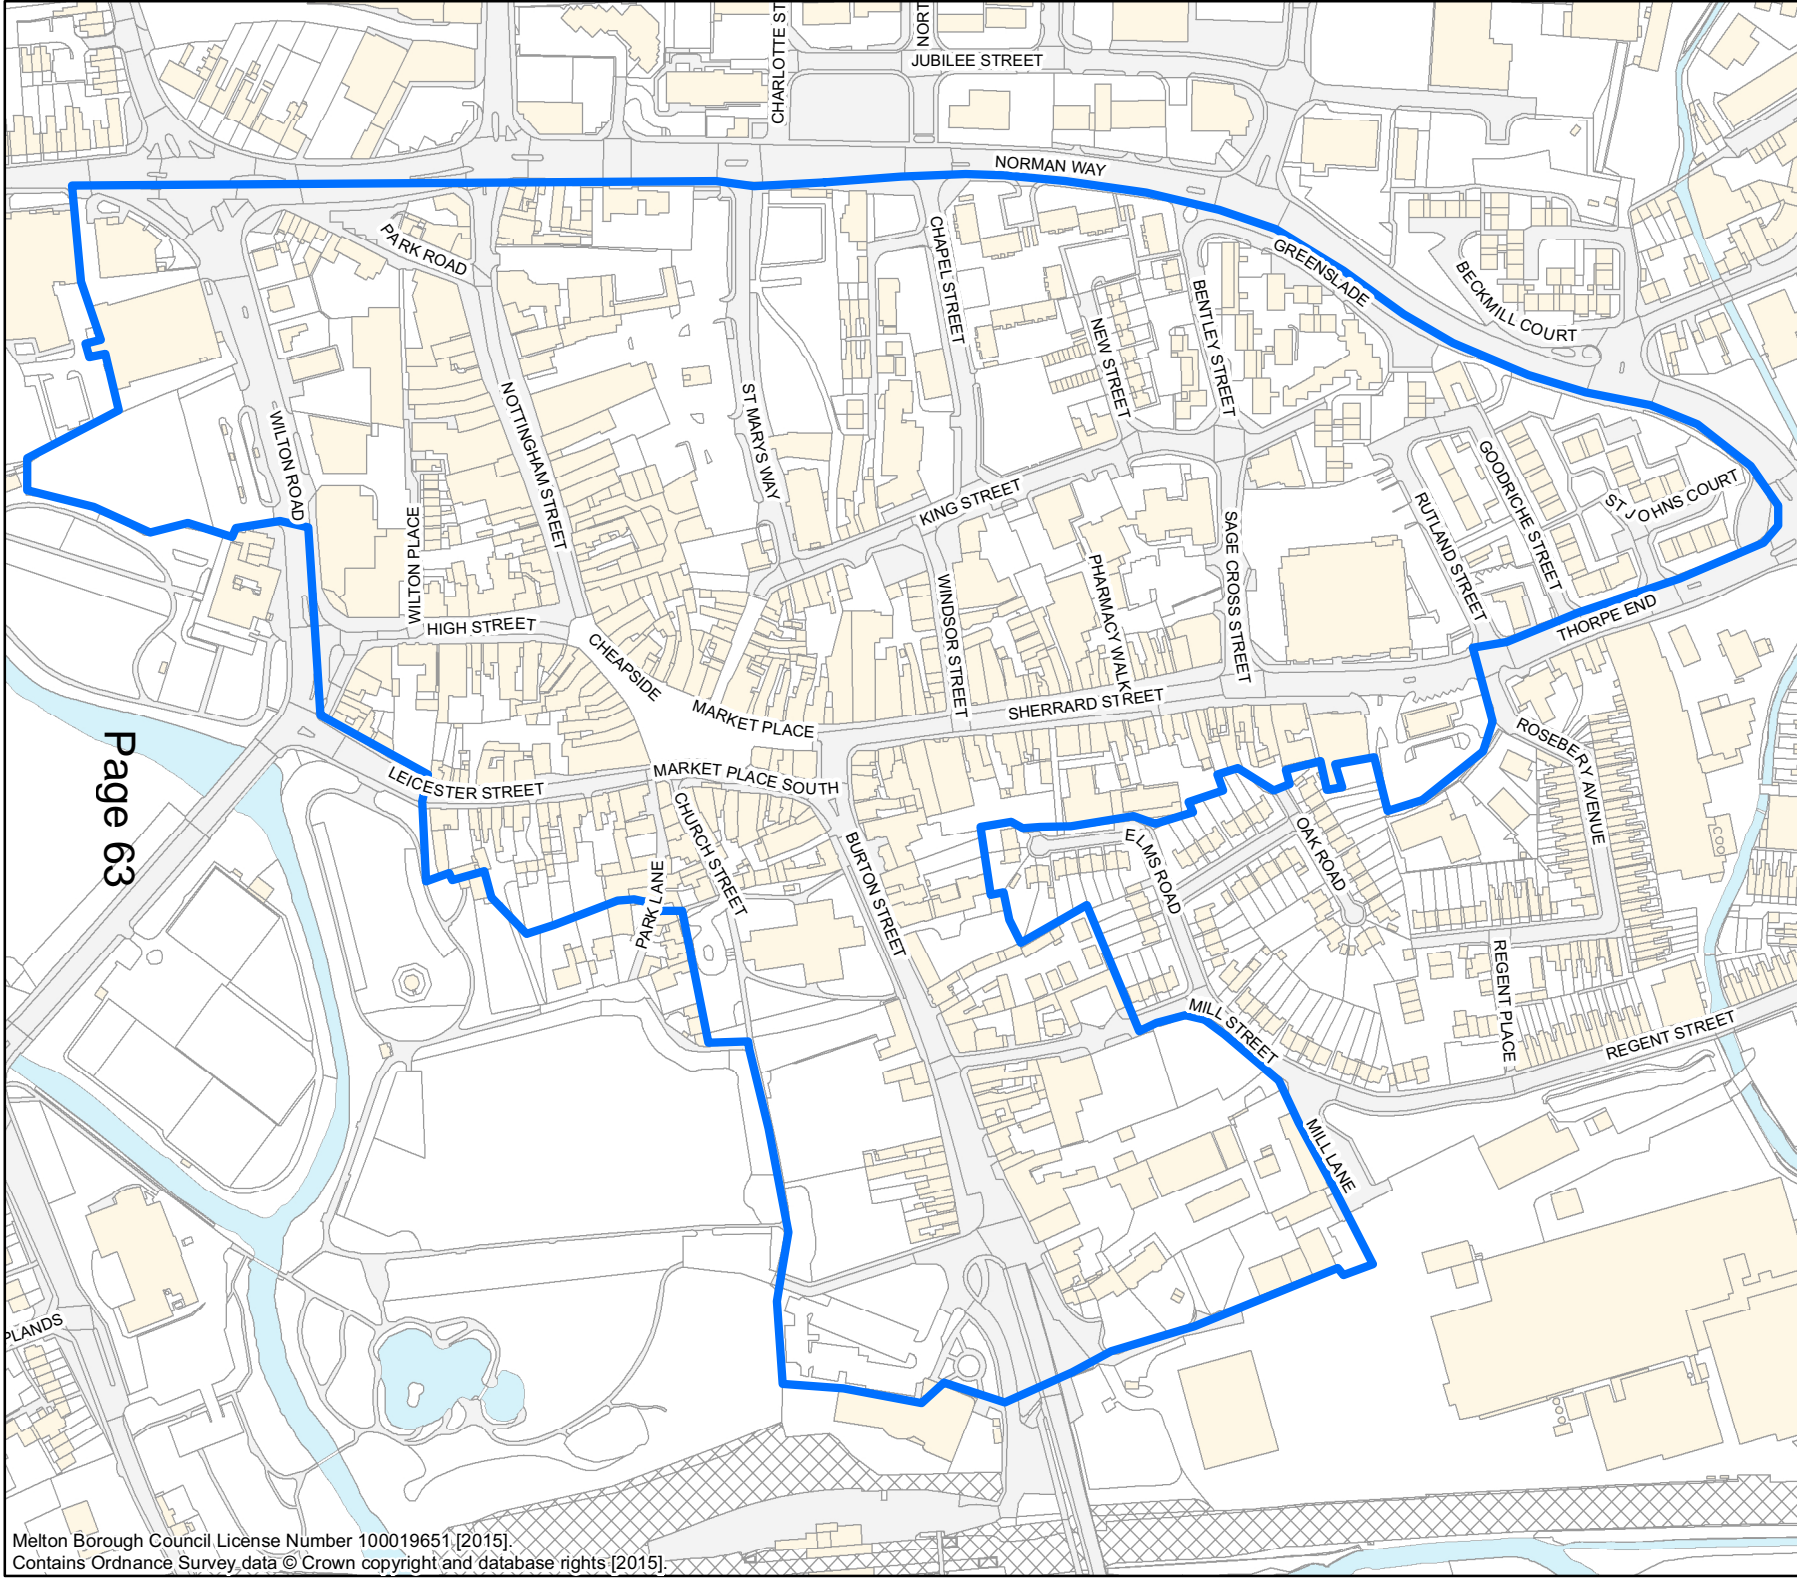 CHARLOTTE ST
NORT
JUBILEE STREET
NORMAN WAY
PARK ROAD
CHAPEL STREET
GREENSLADE
BECKMILL COURT
BENTLEY STREET
NEW STREET
WILTON ROAD
NOTTINGHAM STREET
ST MARYS WAY
KING STREET
GOODRICHE STREET
ST JOHNS COURT
RUTLAND STREET
WILTON PLACE
SAGE CROSS STREET
PHARMACY WALK
WINDSOR STREET
HIGH STREET
CHEAPSIDE
THORPE END
MARKET PLACE
SHERRARD STREET
ROSEBERY AVENUE
Page 63
LEICESTER STREET
MARKET PLACE SOUTH
CHURCH STREET
BURTON STREET
ELMS ROAD
OAK ROAD
PARK LANE
REGENT PLACE
MILL STREET
REGENT STREET
MILL LANE
PLANDS
Melton Borough Council License Number 100019651 [2015].
Contains Ordnance Survey data © Crown copyright and database rights [2015].